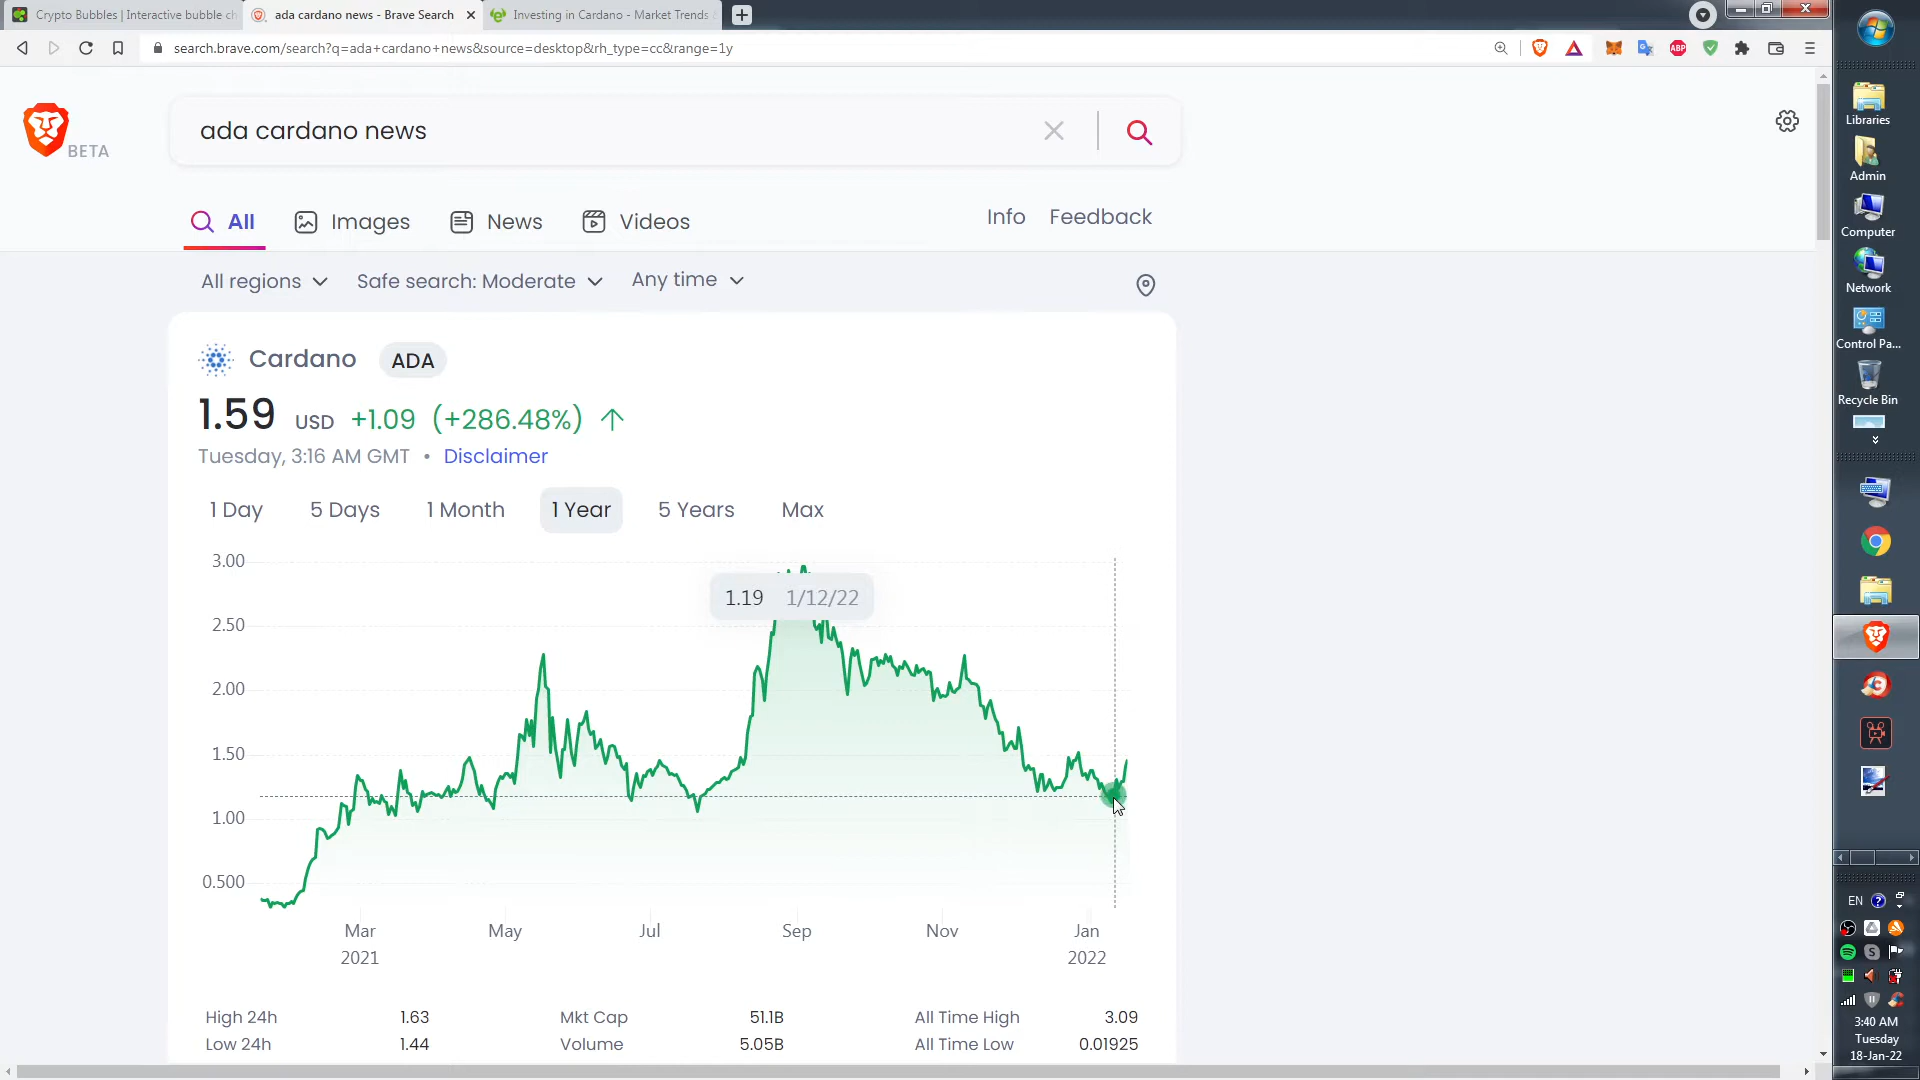 Crypto Bubbles | Interactive bubble ch
ada cardano news - Brave Search
Investing in Cardano - Market Trends
search.brave.com/search?q=ada+cardano+news&source=desktop&rh_type=cc&range=1y
ABP
BETA
ada cardano news
All
Images
News
Videos
Info
Feedback
All regions
Safe search: Moderate
Any time
Cardano
ADA
1.59 USD +1.09 (+286.48%)
Tuesday, 3:16 AM GMT • Disclaimer
1 Day
5 Days
1 Month
1 Year
5 Years
Max
3.00
1.19 1/12/22
2.50
2.00
1.50
1.00
0.500
Mar
May
Jul
Sep
Nov
Jan
2021
2022
High 24h 1.63
Mkt Cap 51.1B
All Time High 3.09
Low 24h 1.44
Volume 5.05B
All Time Low 0.01925
Libraries
Admin
Computer
Network
Control Pa...
Recycle Bin
EN
3:40 AM
Tuesday
18-Jan-22